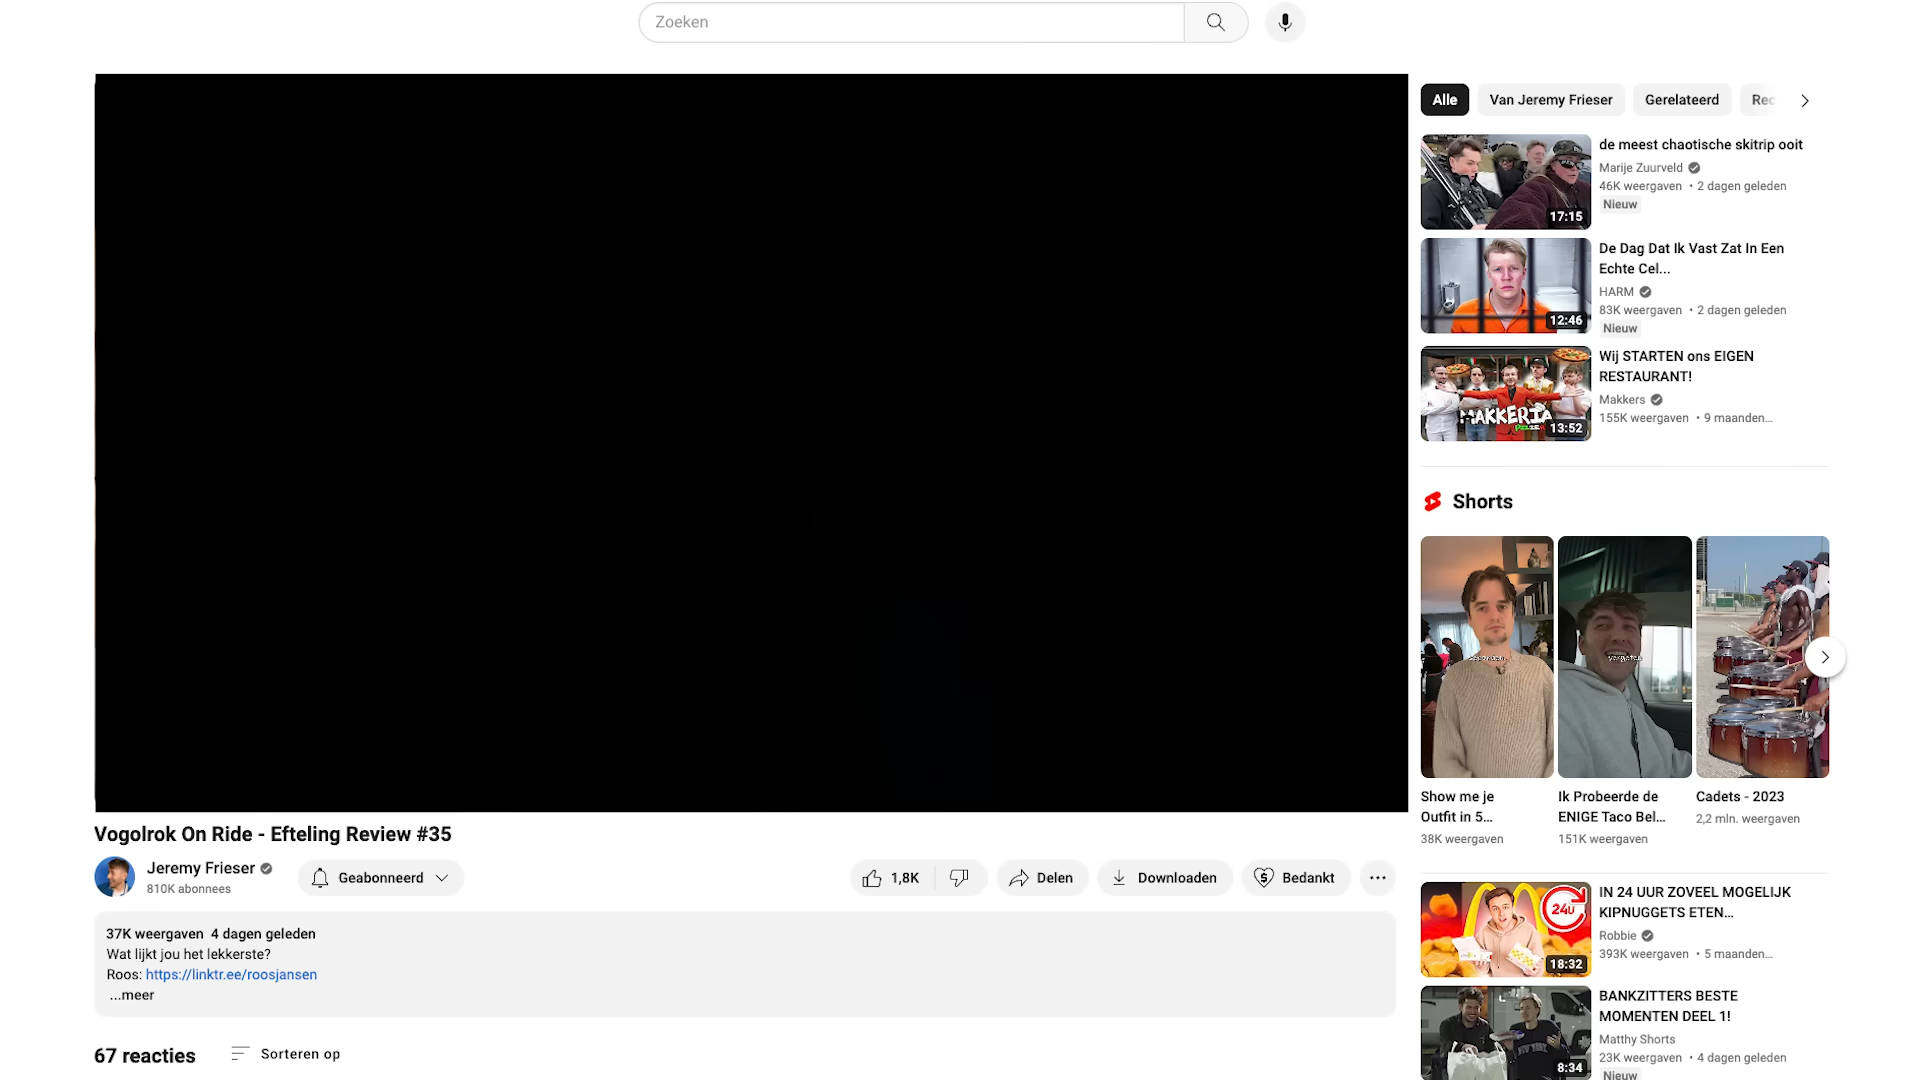 Zoeken
Alle
Van Jeremy Frieser
Gerelateerd
Rec
de meest chaotische skitrip ooit
Marije Zuurveld
46K weergaven • 2 dagen geleden
Nieuw
17:15
De Dag Dat Ik Vast Zat In Een
Echte Cel...
HARM
83K weergaven • 2 dagen geleden
Nieuw
12:46
Wij STARTEN ons EIGEN
RESTAURANT!
Makkers
155K weergaven • 9 maanden...
MAKKERIA
13:52
Shorts
vergeten
Show me je
Outfit in 5...
38K weergaven
Ik Probeerde de
ENIGE Taco Bel...
151K weergaven
Cadets - 2023
2,2 mln. weergaven
Vogolrok On Ride - Efteling Review #35
Jeremy Frieser
810K abonnees
Geabonneerd
1,8K
Delen
Downloaden
Bedankt
37K weergaven 4 dagen geleden
Wat lijkt jou het lekkerste?
Roos: https://linktr.ee/roosjansen
...meer
67 reacties
Sorteren op
IN 24 UUR ZOVEEL MOGELIJK
KIPNUGGETS ETEN...
Robbie
393K weergaven • 5 maanden...
24U
18:32
BANKZITTERS BESTE
MOMENTEN DEEL 1!
Matthy Shorts
23K weergaven • 4 dagen geleden
Nieuw
NEW YORK
8:34